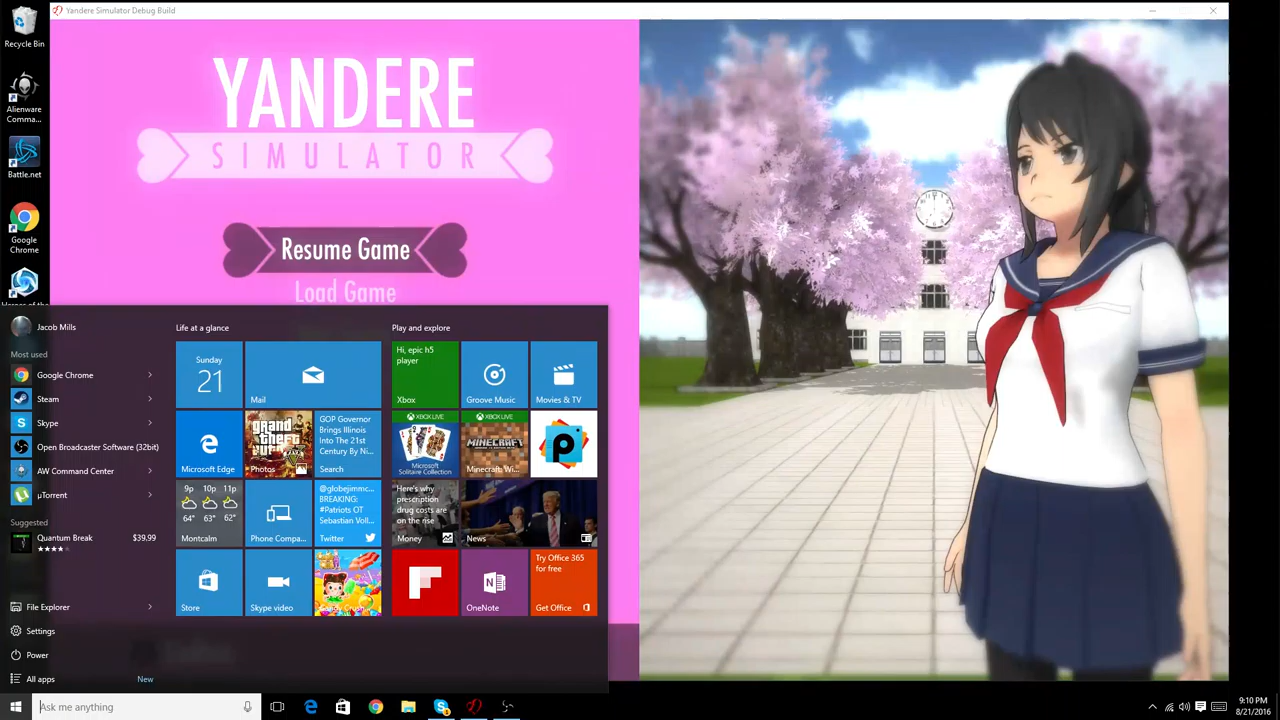 Yandere Simulator Debug Build
Recycle Bin
Alienware
Comma...
Battle.net
Google
Chrome
YANDERE
SIMULATOR
Resume Game
Load Game
Jacob Mills
Most used
Google Chrome
Steam
Skype
Open Broadcaster Software (32bit)
AW Command Center
µTorrent
Suggested
Quantum Break $39.99
File Explorer
Settings
Power
All apps New
Life at a glance
Sunday
21
Mail
Microsoft Edge
grand
theft
Photos
GOP Governor
Brings Illinois
Into The 21st
Century By Ni...
Search
9p 10p 11p
64° 63° 62°
Montcalm
Phone Compa...
@globejimmc...
BREAKING:
#Patriots OT
Sebastian Voll...
Twitter
Store
Skype video
Candy Crush...
Play and explore
Hi, epic h5
player
Xbox
Groove Music
Movies & TV
XBOX LIVE
Microsoft
Solitaire Collection
XBOX LIVE
MINECRAFT
Minecraft: Wi...
Here's why
prescription
drug costs are
on the rise
Money
News
OneNote
Try Office 365
for free
Get Office
Ask me anything
9:10 PM
8/21/2016